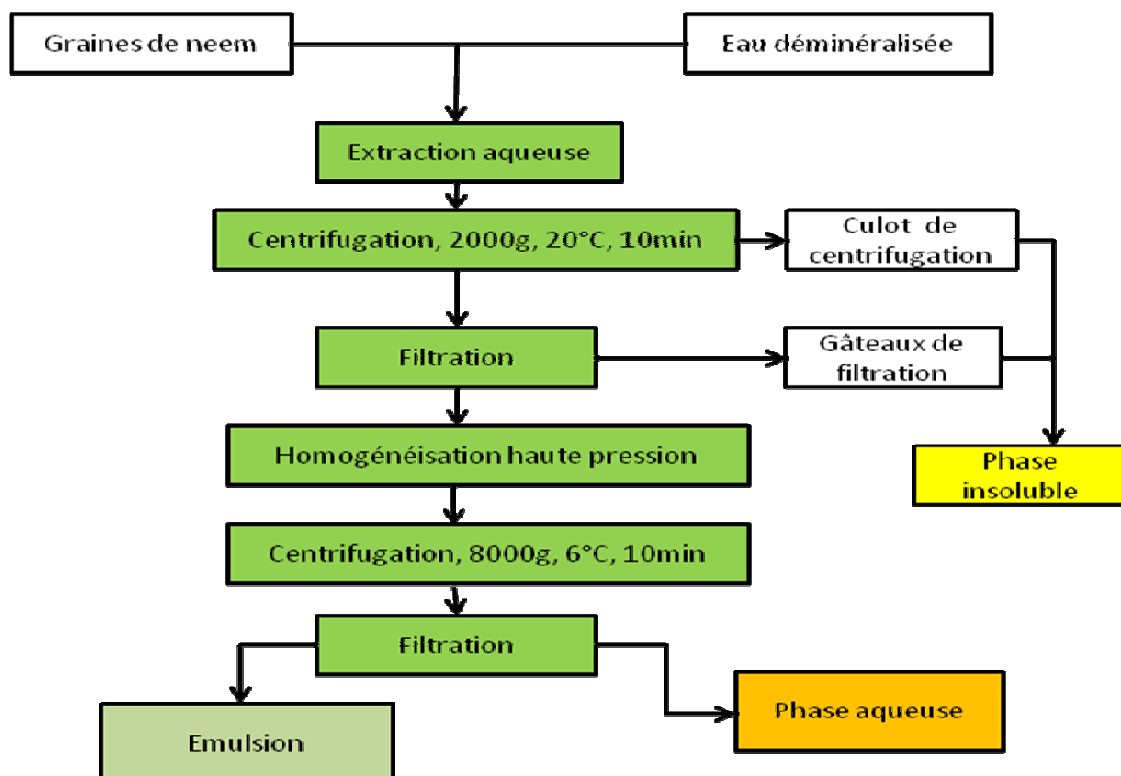 Graines de neem
Eau déminéralisée
Extraction aqueuse
Centrifugation, 2000g, 20°C, 10min
Culot de
centrifugation
Filtration
Gâteaux de
filtration
Homogénéisation haute pression
Phase
insoluble
Centrifugation, 8000g, 6°C, 10min
Filtration
Phase aqueuse
Emulsion